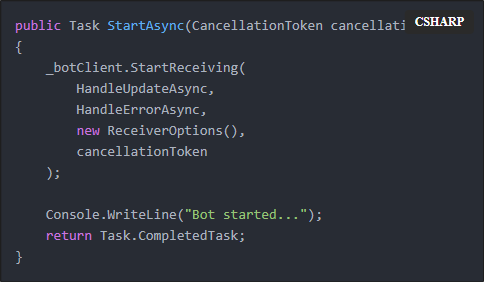 public Task StartAsync(CancellationToken cancellati
CSHARP
{
    _botClient.StartReceiving(
        HandleUpdateAsync,
        HandleErrorAsync,
        new ReceiverOptions(),
        cancellationToken
    );

    Console.WriteLine("Bot started...");
    return Task.CompletedTask;
}